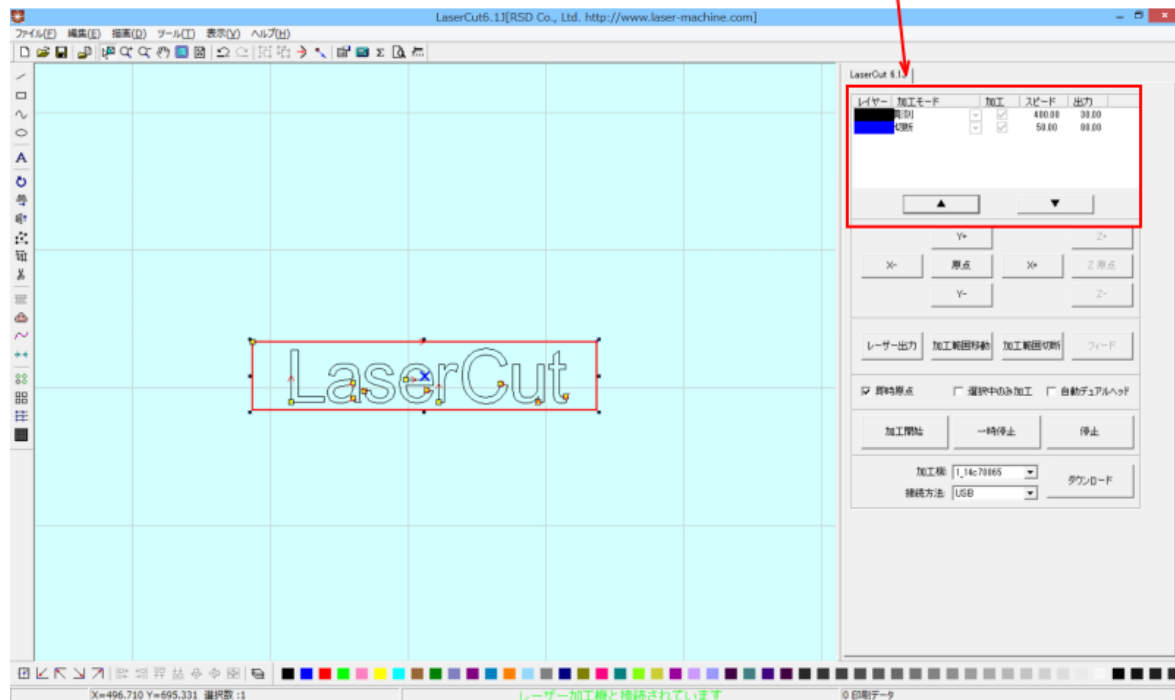 LaserCut6.1J[RSD Co., Ltd. http://www.laser-machine.com]
ファイル(F) 編集(E) 描画(D) ツール(T) 表示(V) ヘルプ(H)
LaserCut 6.1J
レイヤー 加工モード 加工 スピード 出力
彫刻 400.00 30.00
切断 50.00 80.00
▲ ▼
Y+ Z+
X- 原点 X+ Z 原点
Y- Z-
LaserCut
レーザー出力 加工範囲移動 加工範囲切断 フィード
即時原点 選択中のみ加工 自動デュアルヘッド
加工開始 一時停止 停止
加工機: 1_14c70865 ダウンロード
接続方法: USB
X=496.710 Y=695.331 選択数:1 レーザー加工機と接続されています 0 印刷データ